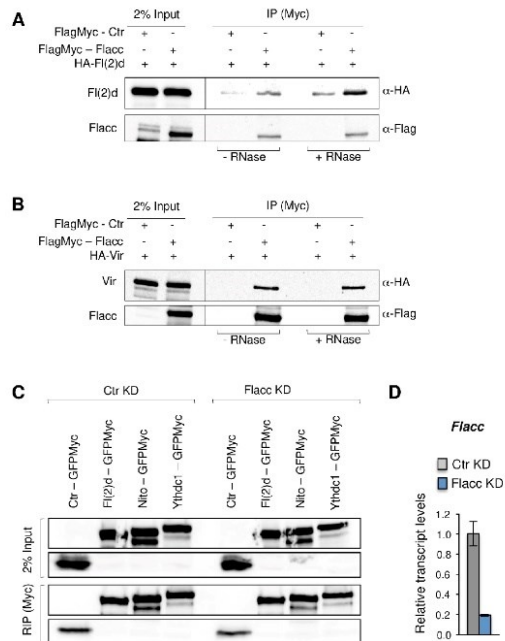 A
2% Input IP (Myc)
FlagMyc - Ctr + - + - + -
FlagMyc – Flacc - + - + - +
HA-Fl(2)d + + + + + +
Fl(2)d α-HA
Flacc α-Flag
- RNase + RNase
B
2% Input IP (Myc)
FlagMyc - Ctr + - + - + -
FlagMyc – Flacc - + - + - +
HA-Vir + + + + + +
Vir α-HA
Flacc α-Flag
- RNase + RNase
C
Ctr KD Flacc KD
Ctr – GFPMyc
Fl(2)d – GFPMyc
Nito – GFPMyc
Ythdc1 – GFPMyc
Ctr – GFPMyc
Fl(2)d – GFPMyc
Nito – GFPMyc
Ythdc1 – GFPMyc
2% Input
RIP (Myc)
D
Flacc
Ctr KD
Flacc KD
Relative transcript levels
1.2
1.0
0.8
0.6
0.4
0.2
0